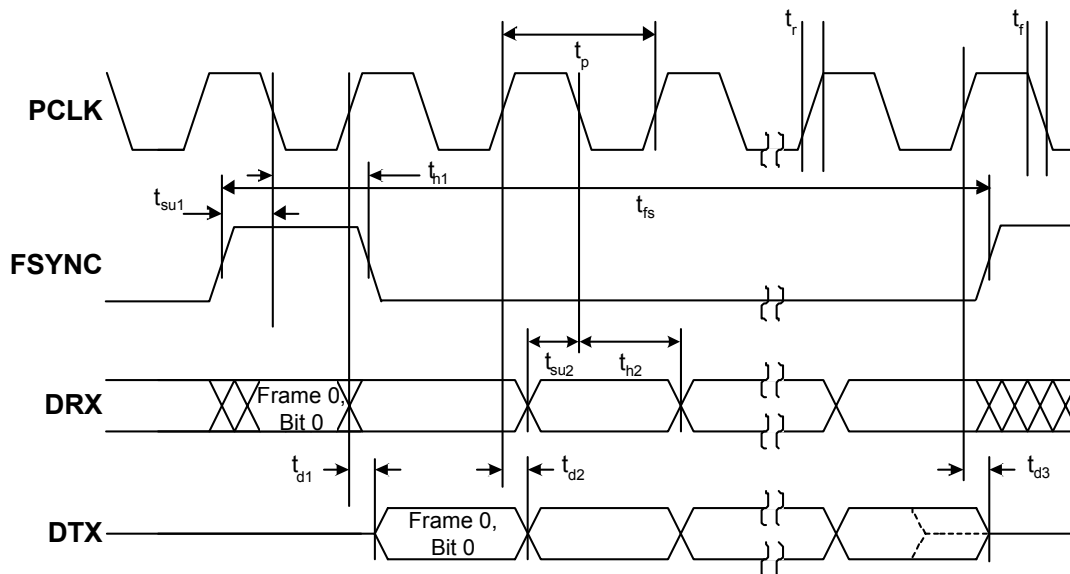 t_r
t_f
t_p
PCLK
t_su1
t_h1
t_fs
FSYNC
t_su2
t_h2
DRX
Frame 0,
Bit 0
t_d1
t_d2
t_d3
DTX
Frame 0,
Bit 0